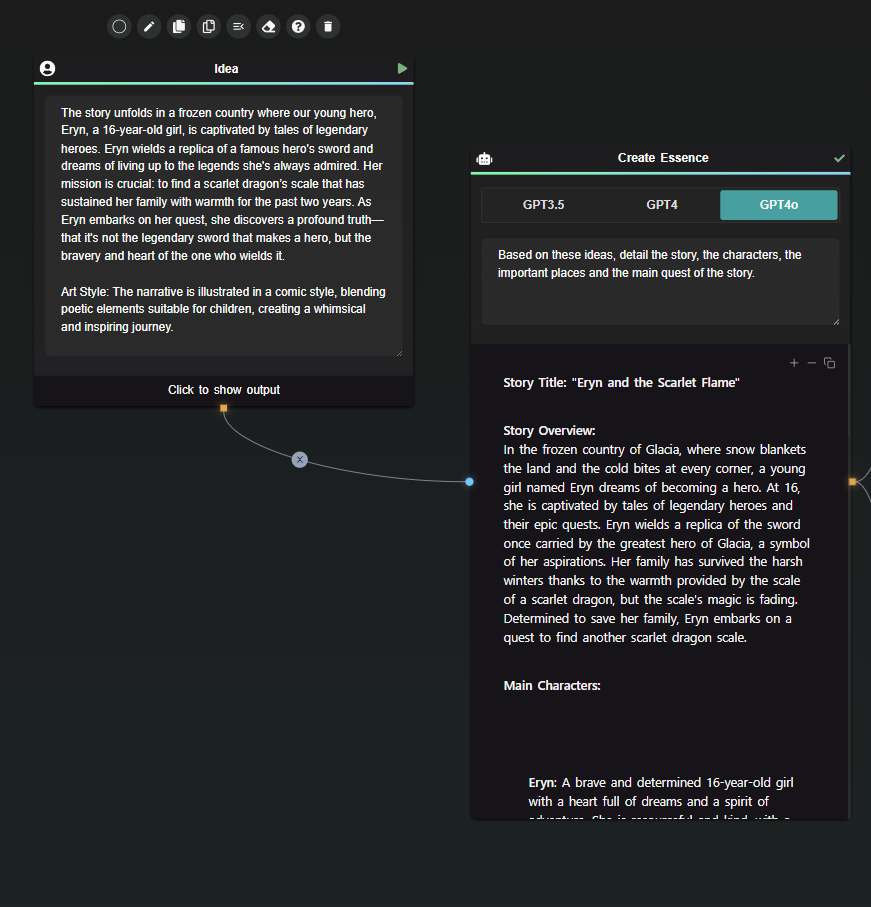 Idea
The story unfolds in a frozen country where our young hero,
Eryn, a 16-year-old girl, is captivated by tales of legendary
heroes. Eryn wields a replica of a famous hero's sword and
dreams of living up to the legends she's always admired. Her
mission is crucial: to find a scarlet dragon's scale that has
sustained her family with warmth for the past two years. As
Eryn embarks on her quest, she discovers a profound truth—
that it's not the legendary sword that makes a hero, but the
bravery and heart of the one who wields it.
Art Style: The narrative is illustrated in a comic style, blending
poetic elements suitable for children, creating a whimsical
and inspiring journey.
Click to show output
Create Essence
GPT3.5 GPT4 GPT4o
Based on these ideas, detail the story, the characters, the
important places and the main quest of the story.
Story Title: "Eryn and the Scarlet Flame"
Story Overview:
In the frozen country of Glacia, where snow blankets
the land and the cold bites at every corner, a young
girl named Eryn dreams of becoming a hero. At 16,
she is captivated by tales of legendary heroes and
their epic quests. Eryn wields a replica of the sword
once carried by the greatest hero of Glacia, a symbol
of her aspirations. Her family has survived the harsh
winters thanks to the warmth provided by the scale
of a scarlet dragon, but the scale's magic is fading.
Determined to save her family, Eryn embarks on a
quest to find another scarlet dragon scale.
Main Characters:
Eryn: A brave and determined 16-year-old girl
with a heart full of dreams and a spirit of
adventure. She is resourceful and kind, with a